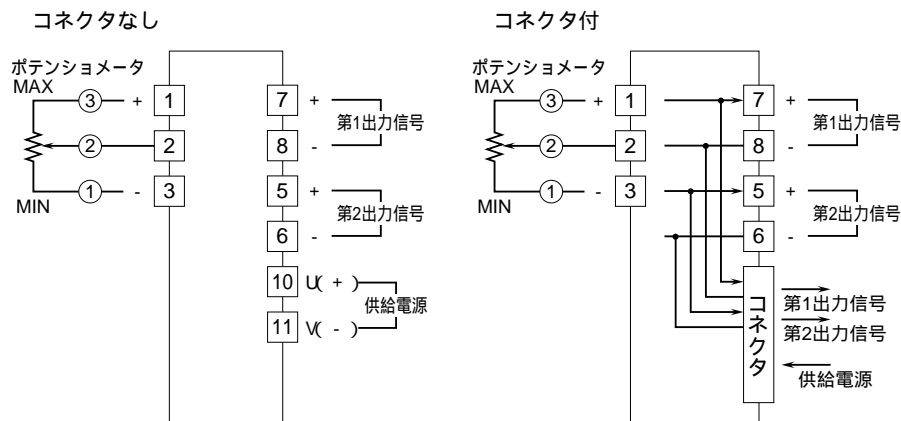 コネクタなし
ポテンショメータ
MAX
3 + 1
2 2
1 - 3
MIN
7 +
第1出力信号
8 -
5 +
第2出力信号
6 -
10 U( + )
供給電源
11 V( - )
コネクタ付
ポテンショメータ
MAX
3 + 1
2 2
1 - 3
MIN
7 +
第1出力信号
8 -
5 +
第2出力信号
6 -
コネクタ
第1出力信号
第2出力信号
供給電源